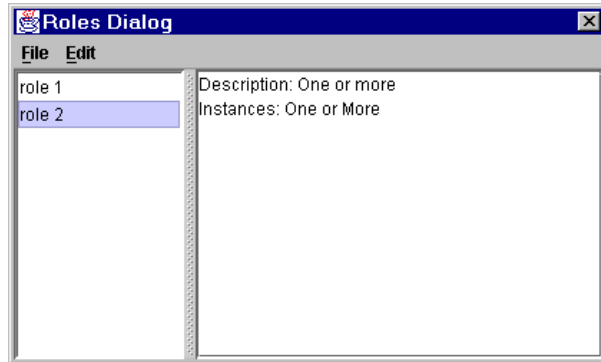 Roles Dialog
File Edit
role 1
role 2
Description: One or more
Instances: One or More